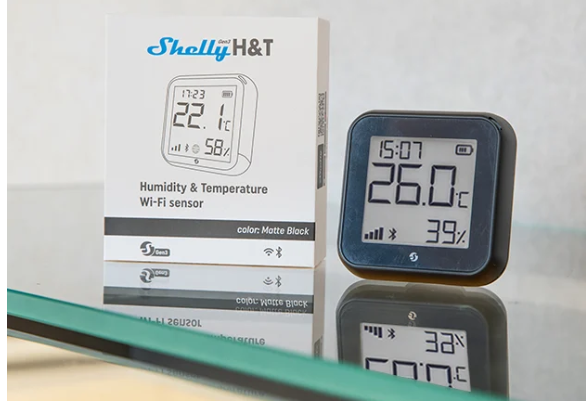 Shelly Gen3 H&T
17:23
22.1°C
58%
Humidity & Temperature
Wi-Fi sensor
color: Matte Black
Gen3
15:07
26.0°C
39%